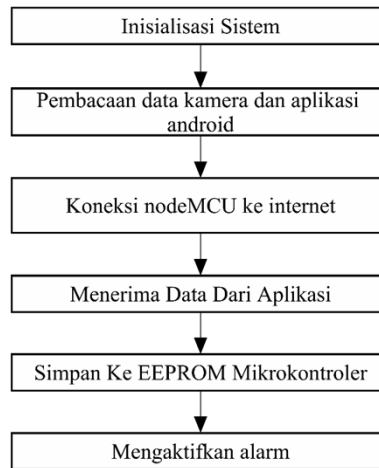 Inisialisasi Sistem
Pembacaan data kamera dan aplikasi
android
Koneksi nodeMCU ke internet
Menerima Data Dari Aplikasi
Simpan Ke EEPROM Mikrokontroler
Mengaktifkan alarm